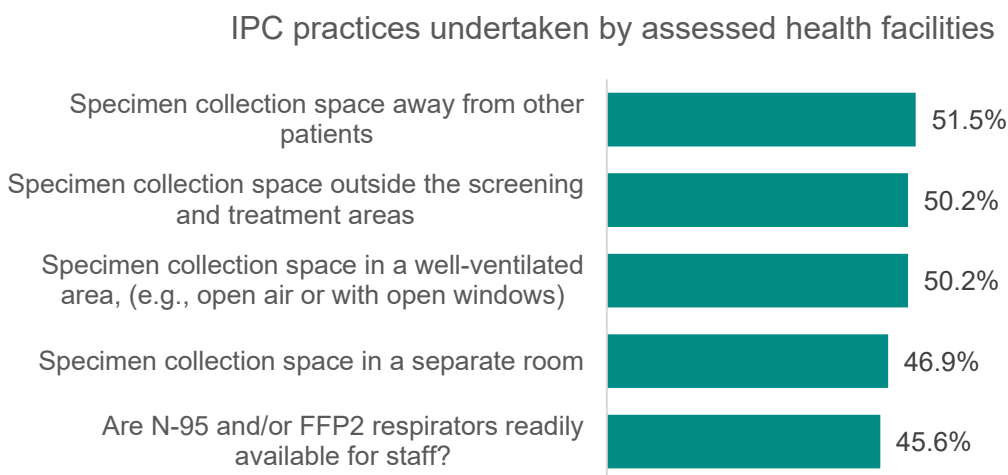 IPC practices undertaken by assessed health facilities
Specimen collection space away from other
patients
51.5%
Specimen collection space outside the screening
and treatment areas
50.2%
Specimen collection space in a well-ventilated
area, (e.g., open air or with open windows)
50.2%
Specimen collection space in a separate room
46.9%
Are N-95 and/or FFP2 respirators readily
available for staff?
45.6%